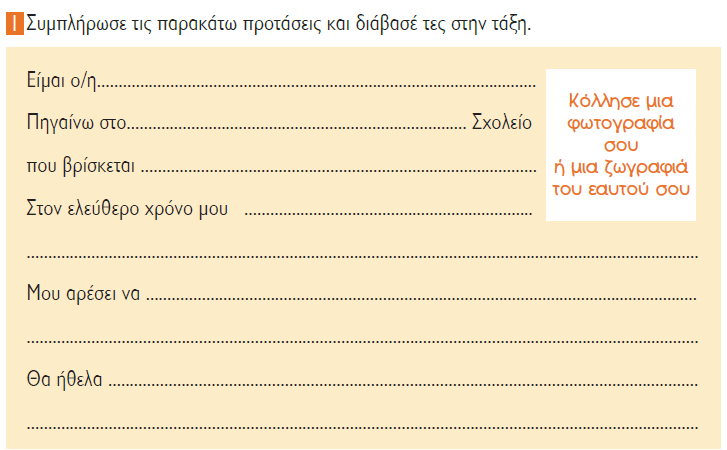 1 Συμπλήρωσε τις παρακάτω προτάσεις και διάβασέ τες στην τάξη.
Είμαι ο/η..........................................................................................
Πηγαίνω στο...................................................................... Σχολείο
που βρίσκεται ..................................................................................
Στον ελεύθερο χρόνο μου ............................................................
Κόλλησε μια
φωτογραφία
σου
ή μια ζωγραφιά
του εαυτού σου
............................................................................................................................................
Μου αρέσει να ...................................................................................................................
............................................................................................................................................
Θα ήθελα ...........................................................................................................................
............................................................................................................................................